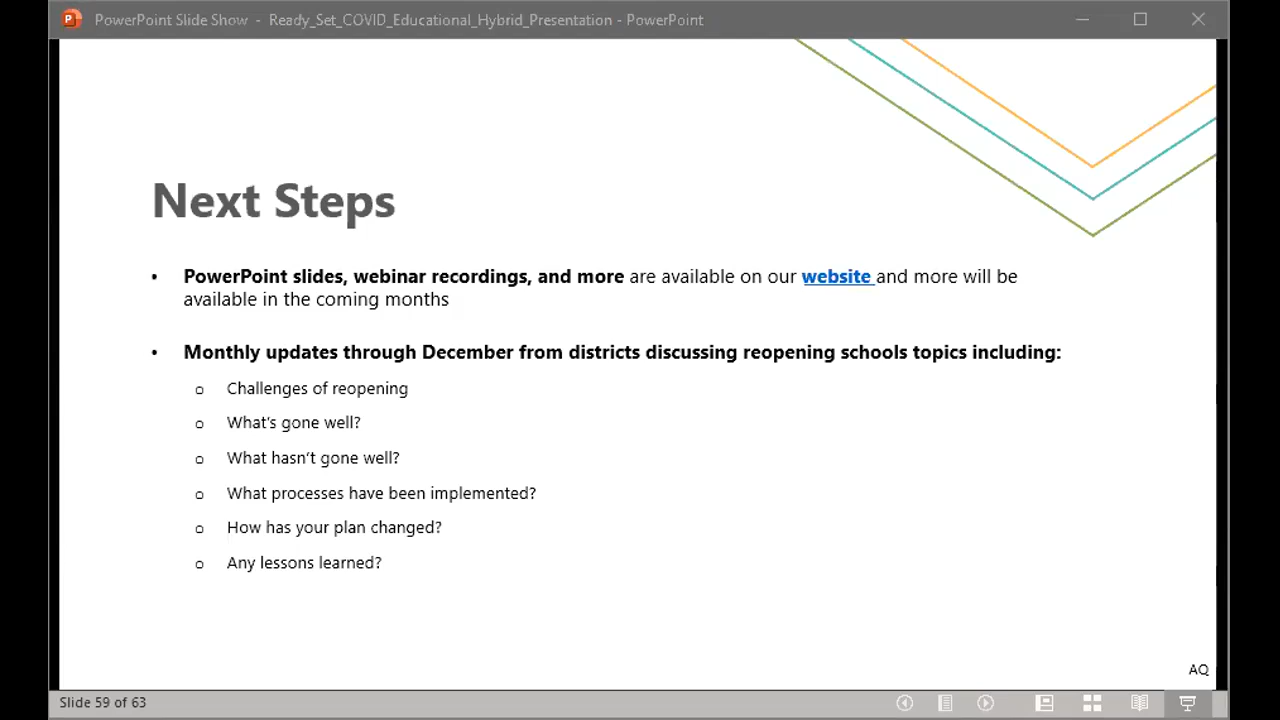 PowerPoint Slide Show - Ready_Set_COVID_Educational_Hybrid_Presentation - PowerPoint
Next Steps
• PowerPoint slides, webinar recordings, and more are available on our website and more will be
available in the coming months
• Monthly updates through December from districts discussing reopening schools topics including:
o Challenges of reopening
o What's gone well?
o What hasn't gone well?
o What processes have been implemented?
o How has your plan changed?
o Any lessons learned?
AQ
Slide 59 of 63